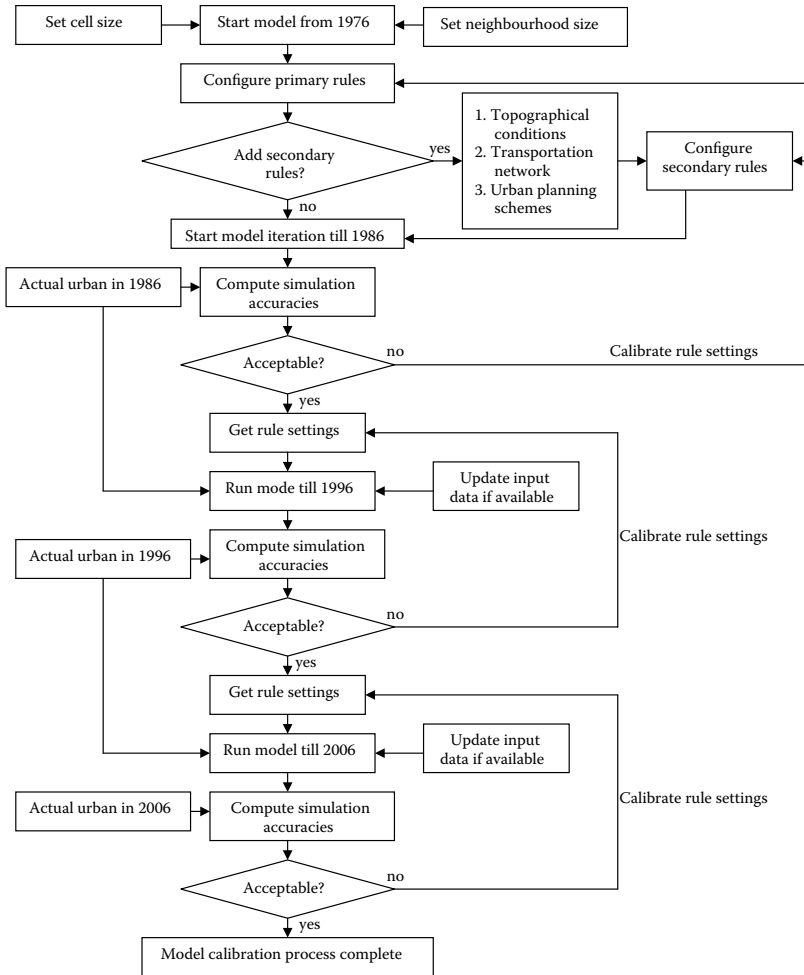 Set cell size
Start model from 1976
Set neighbourhood size
Configure primary rules
Add secondary
rules?
yes
1. Topographical
conditions
2. Transportation
network
3. Urban planning
schemes
Configure
secondary rules
no
Start model iteration till 1986
Actual urban in 1986
Compute simulation
accuracies
Acceptable?
no
Calibrate rule settings
yes
Get rule settings
Run mode till 1996
Update input
data if available
Calibrate rule settings
Actual urban in 1996
Compute simulation
accuracies
Acceptable?
no
yes
Get rule settings
Run model till 2006
Update input
data if available
Calibrate rule settings
Actual urban in 2006
Compute simulation
accuracies
Acceptable?
no
yes
Model calibration process complete